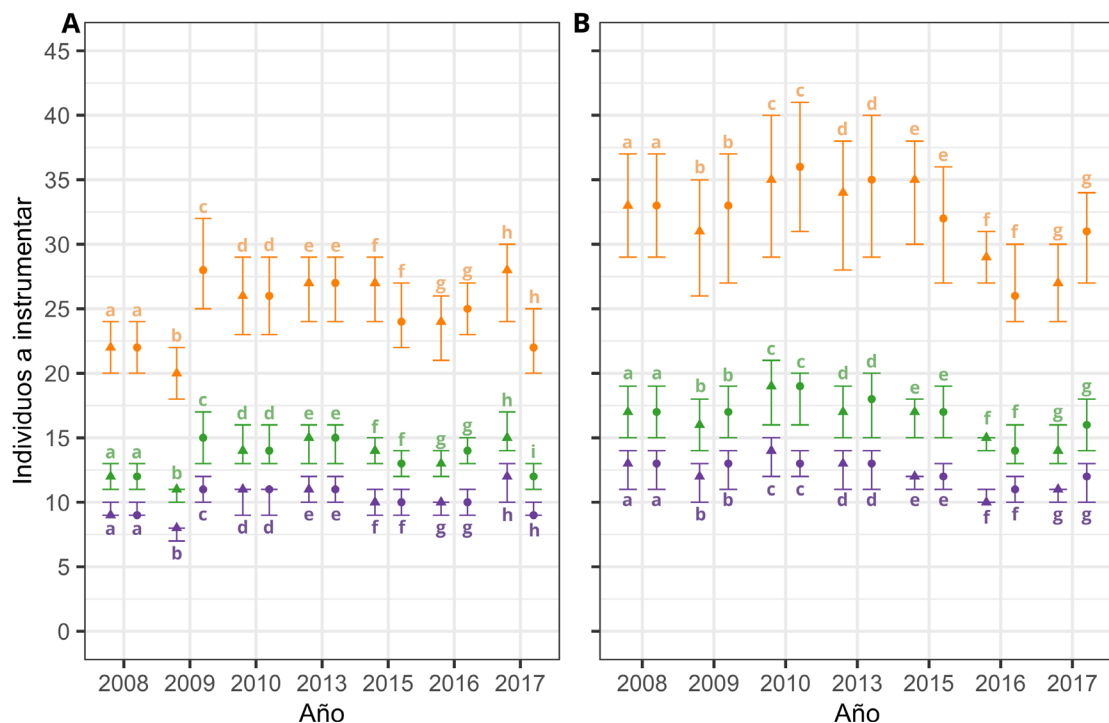 A B
Individuos a instrumentar
45
40
35
30
25
20
15
10
5
0
c c
d d
a a b b e e
g
f f
g
c
d d e e f h
a a b f g g h
c c
a a b b d d e e
f f g g
c
d d e e f f g g h
a a b i
a a b c d d e e f f g g h h
a a b b c c d d e e f f g g
2008 2009 2010 2013 2015 2016 2017
2008 2009 2010 2013 2015 2016 2017
Año Año